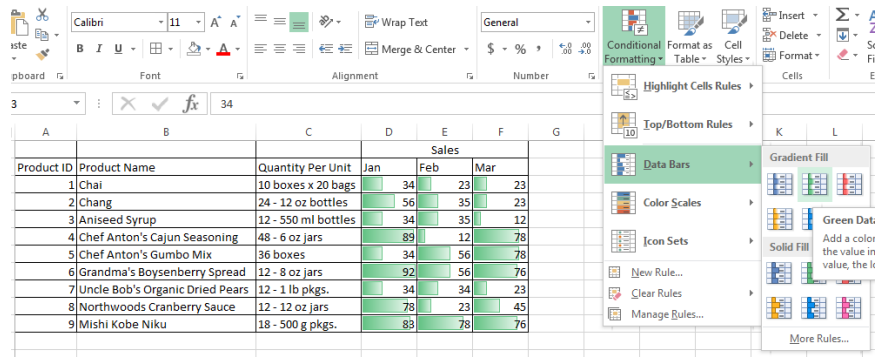 Calibri 11 A A Wrap Text General Insert
aste B I U A Merge & Center $ % , .0 .00 .00 .0 Conditional Formatting Format as Table Cell Styles Delete Format
pboard Font Alignment Number Cells
3 fx 34
A B C D E F G K L
Sales
Product ID Product Name Quantity Per Unit Jan Feb Mar
1 Chai 10 boxes x 20 bags 34 23 23
2 Chang 24 - 12 oz bottles 56 35 23
3 Aniseed Syrup 12 - 550 ml bottles 34 35 12
4 Chef Anton's Cajun Seasoning 48 - 6 oz jars 89 12 78
5 Chef Anton's Gumbo Mix 36 boxes 34 56 78
6 Grandma's Boysenberry Spread 12 - 8 oz jars 92 56 76
7 Uncle Bob's Organic Dried Pears 12 - 1 lb pkgs. 34 34 23
8 Northwoods Cranberry Sauce 12 - 12 oz jars 78 23 45
9 Mishi Kobe Niku 18 - 500 g pkgs. 83 78 76
Highlight Cells Rules
Top/Bottom Rules
Data Bars
Color Scales
Icon Sets
New Rule...
Clear Rules
Manage Rules...
Gradient Fill
Solid Fill
More Rules...
Green Data
Add a color
the value in
value, the lo